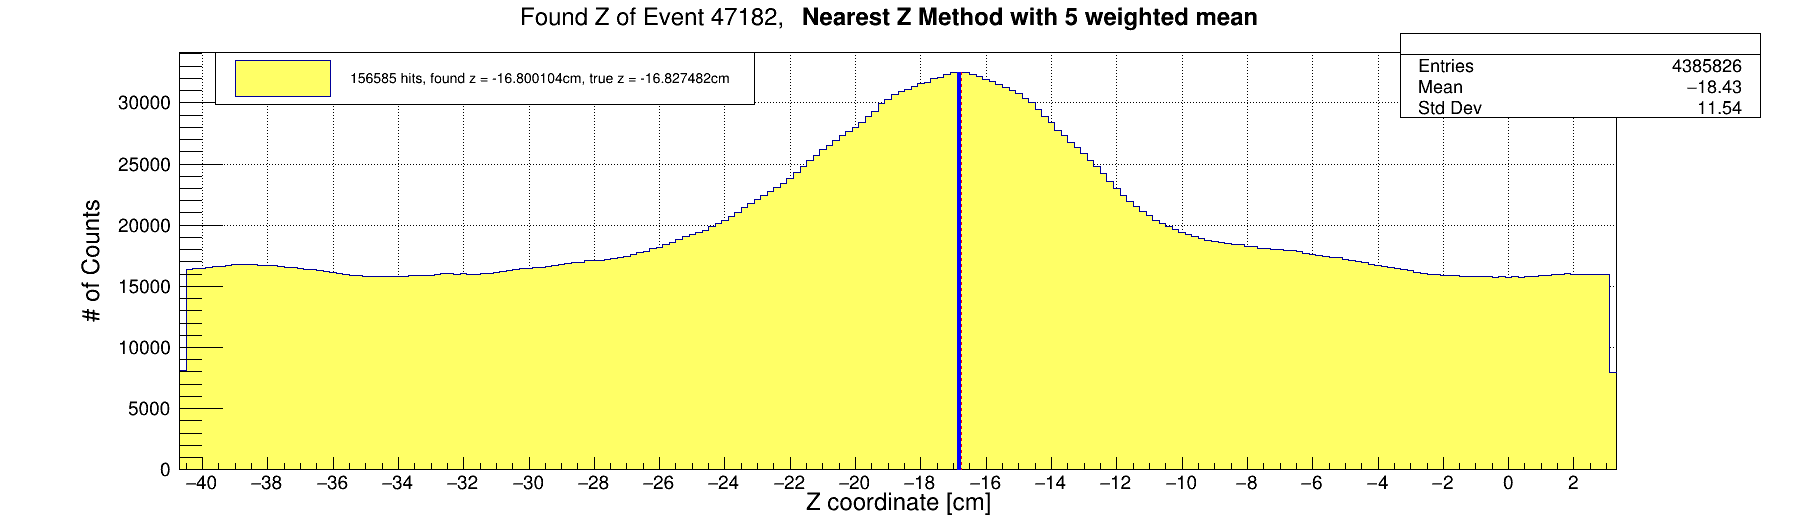 Found Z of Event 47182, Nearest Z Method with 5 weighted mean
156585 hits, found z = -16.800104cm, true z = -16.827482cm
Entries 4385826
Mean −18.43
Std Dev 11.54
# of Counts
30000
25000
20000
15000
10000
5000
0
−40 −38 −36 −34 −32 −30 −28 −26 −24 −22 −20 −18 −16 −14 −12 −10 −8 −6 −4 −2 0 2
Z coordinate [cm]